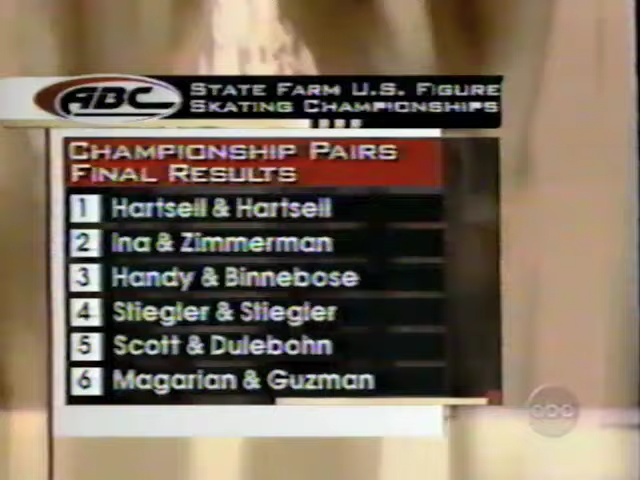 ABC
STATE FARM U.S. FIGURE
SKATING CHAMPIONSHIPS
CHAMPIONSHIP PAIRS
FINAL RESULTS
1 Hartsell & Hartsell
2 Ina & Zimmerman
3 Handy & Binnebose
4 Stiegler & Stiegler
5 Scott & Dulebohn
6 Magarian & Guzman
abc